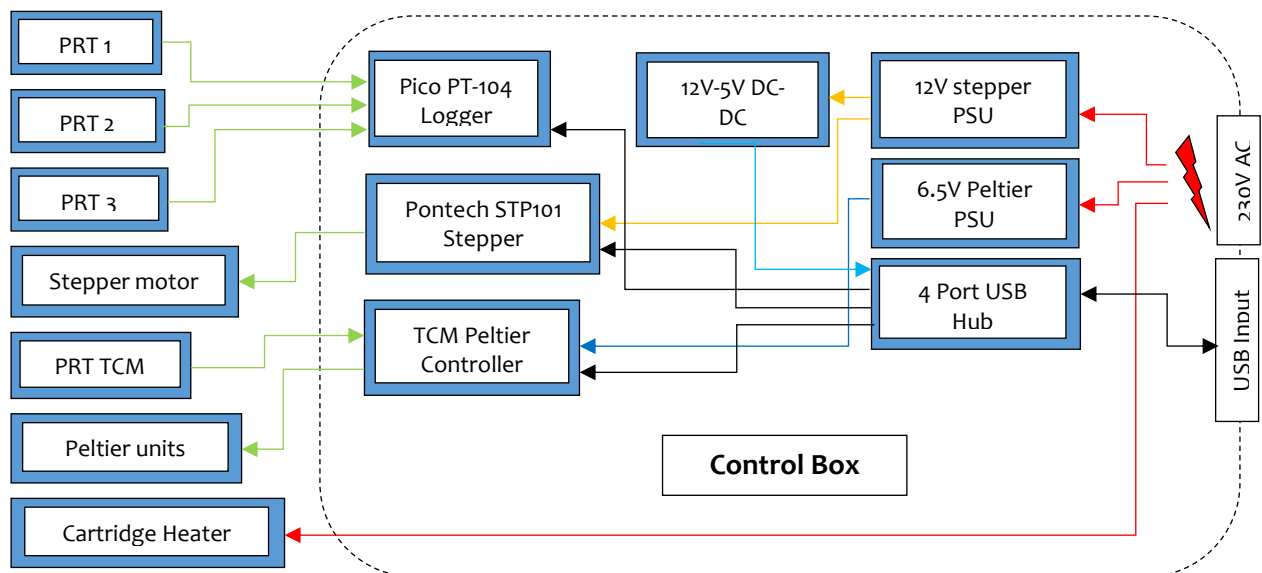 PRT 1
PRT 2
PRT 3
Stepper motor
PRT TCM
Peltier units
Cartridge Heater
Pico PT-104
Logger
Pontech STP101
Stepper
TCM Peltier
Controller
12V-5V DC-
DC
12V stepper
PSU
6.5V Peltier
PSU
4 Port USB
Hub
Control Box
230V AC
USB Input